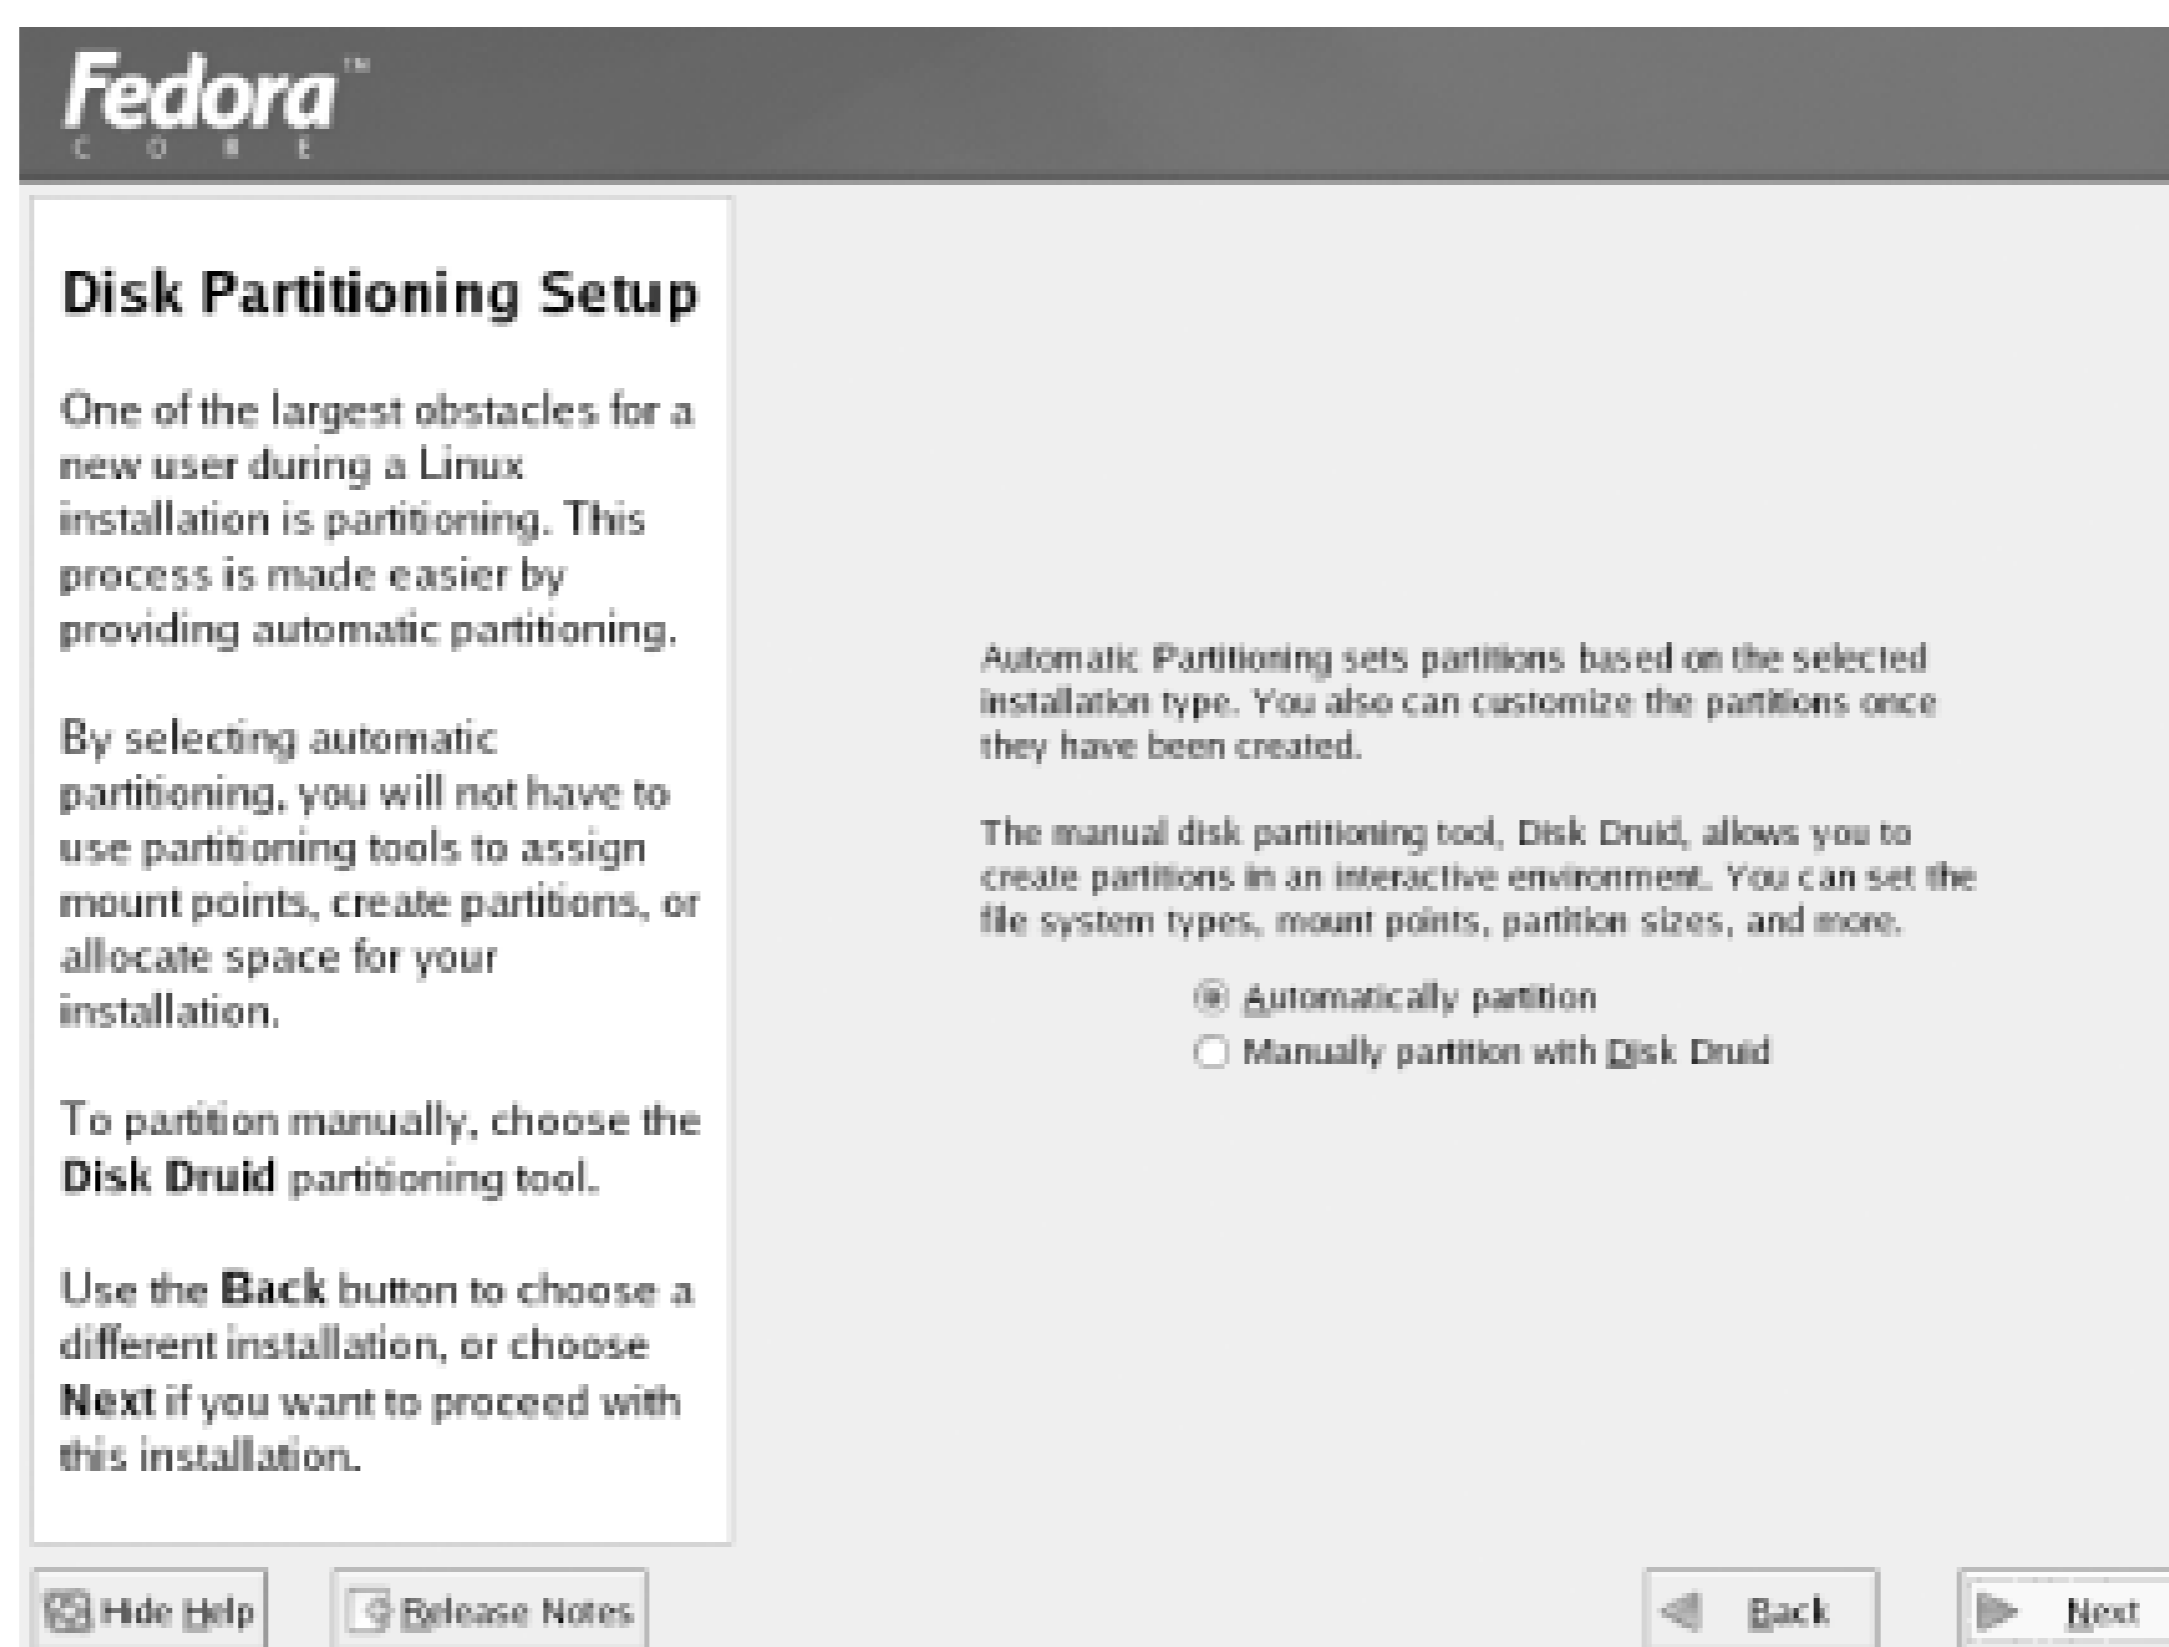 Fedora™
CORE
Disk Partitioning Setup
One of the largest obstacles for a
new user during a Linux
installation is partitioning. This
process is made easier by
providing automatic partitioning.
By selecting automatic
partitioning, you will not have to
use partitioning tools to assign
mount points, create partitions, or
allocate space for your
installation.
To partition manually, choose the
Disk Druid partitioning tool.
Use the Back button to choose a
different installation, or choose
Next if you want to proceed with
this installation.
Automatic Partitioning sets partitions based on the selected
installation type. You also can customize the partitions once
they have been created.
The manual disk partitioning tool, Disk Druid, allows you to
create partitions in an interactive environment. You can set the
file system types, mount points, partition sizes, and more.
Automatically partition
Manually partition with Disk Druid
Hide Help
Release Notes
Back
Next